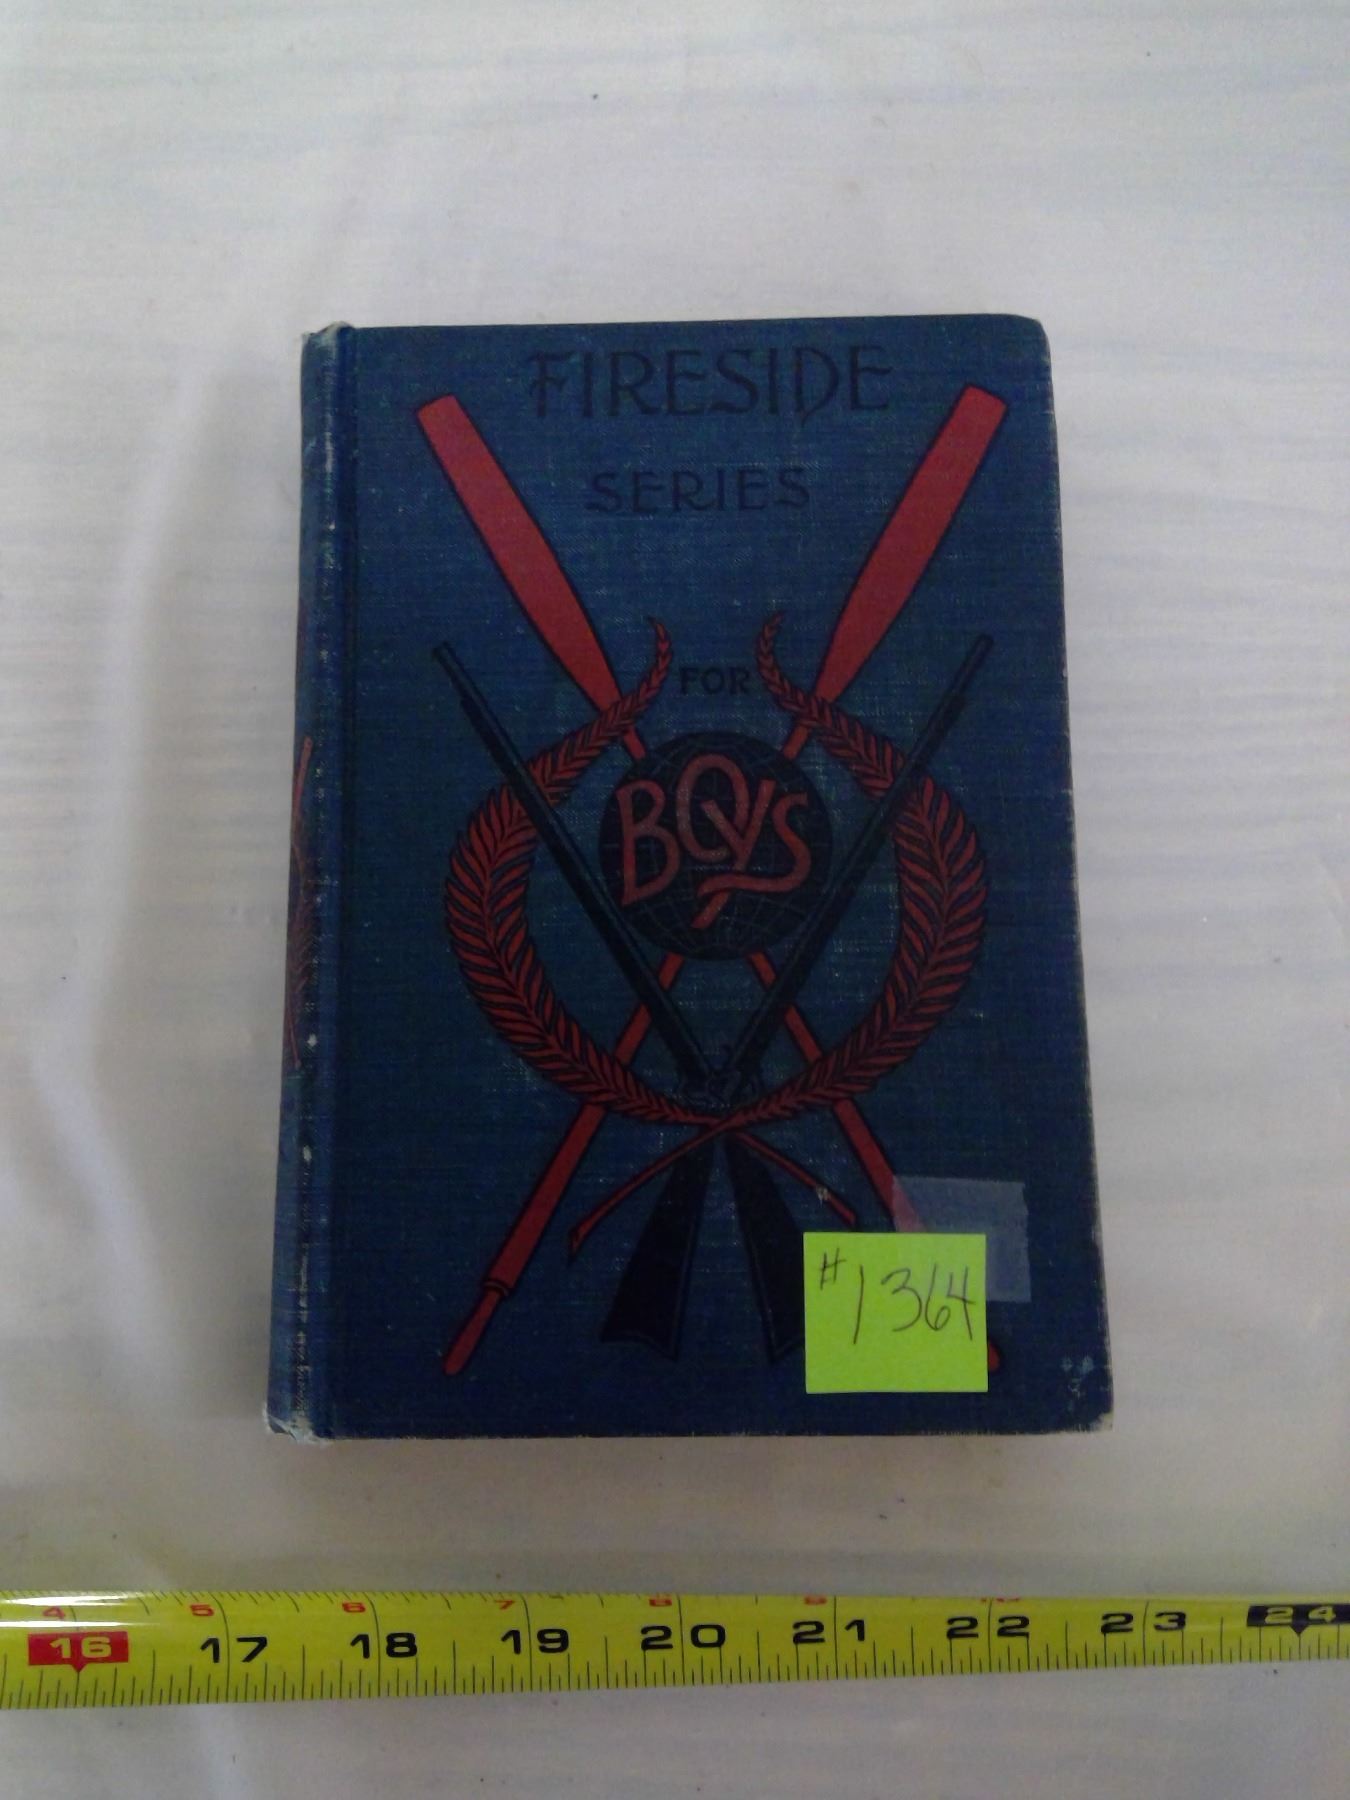 FIRESIDE
SERIES
FOR
BOYS
#1364
4 5 6 7 8 9 10
16 17 18 19 20 21 22 23 24